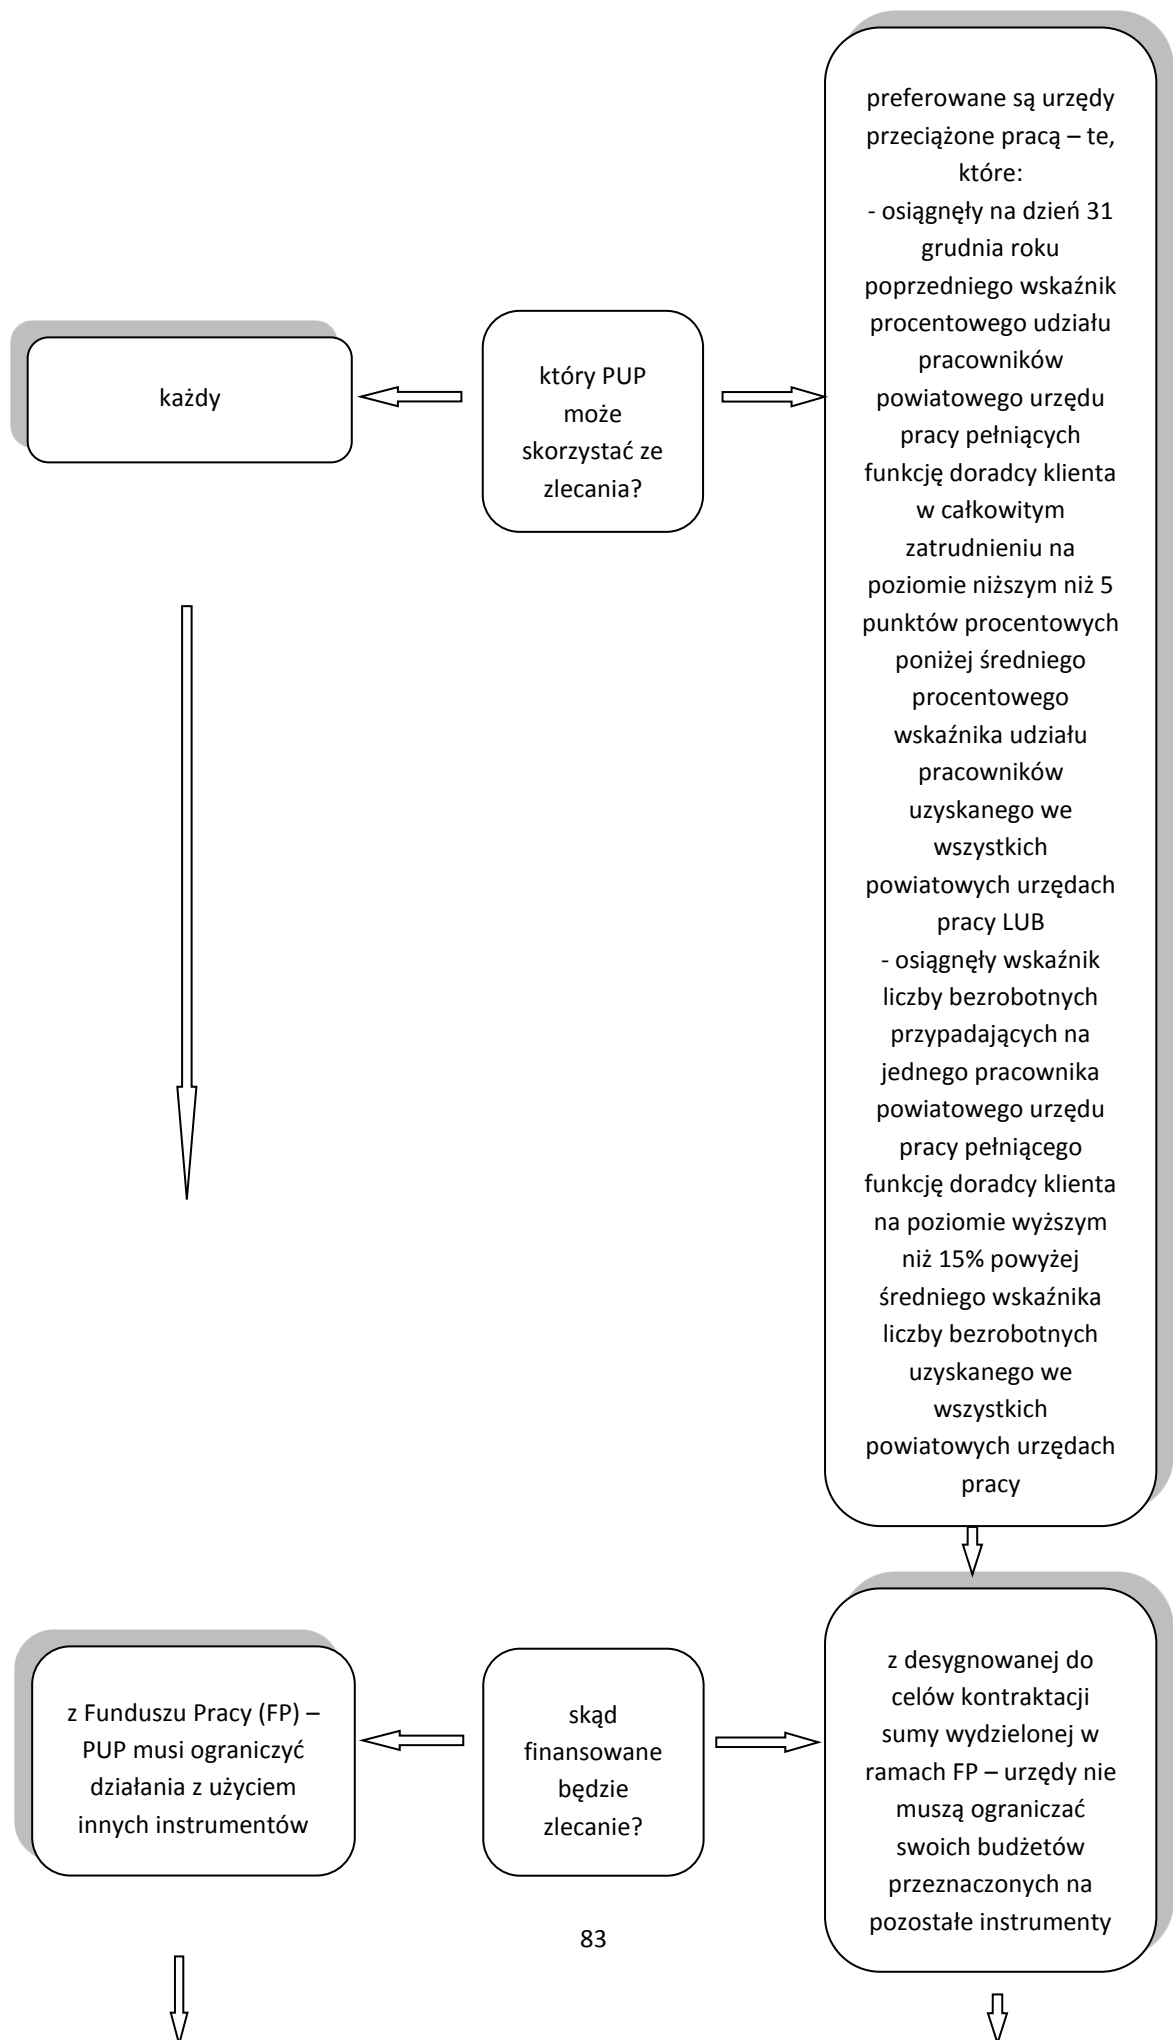 każdy
który PUP
może
skorzystać ze
zlecania?
preferowane są urzędy
przeciążone pracą – te,
które:
- osiągnęły na dzień 31
grudnia roku
poprzedniego wskaźnik
procentowego udziału
pracowników
powiatowego urzędu
pracy pełniących
funkcję doradcy klienta
w całkowitym
zatrudnieniu na
poziomie niższym niż 5
punktów procentowych
poniżej średniego
procentowego
wskaźnika udziału
pracowników
uzyskanego we
wszystkich
powiatowych urzędach
pracy LUB
- osiągnęły wskaźnik
liczby bezrobotnych
przypadających na
jednego pracownika
powiatowego urzędu
pracy pełniącego
funkcję doradcy klienta
na poziomie wyższym
niż 15% powyżej
średniego wskaźnika
liczby bezrobotnych
uzyskanego we
wszystkich
powiatowych urzędach
pracy
z Funduszu Pracy (FP) –
PUP musi ograniczyć
działania z użyciem
innych instrumentów
skąd
finansowane
będzie
zlecanie?
z desygnowanej do
celów kontraktacji
sumy wydzielonej w
ramach FP – urzędy nie
muszą ograniczać
swoich budżetów
przeznaczonych na
pozostałe instrumenty
83